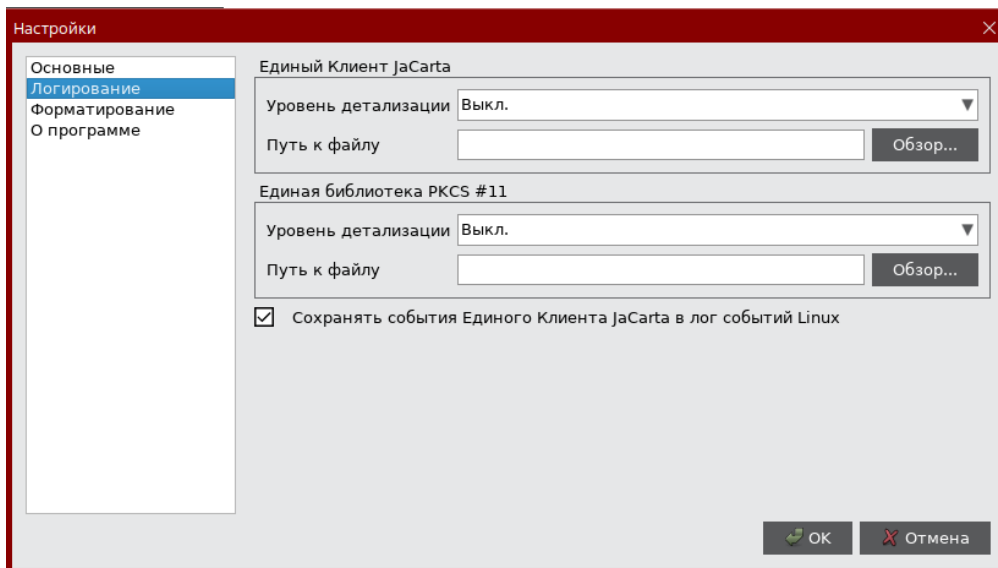 Настройки
Основные
Логирование
Форматирование
О программе
Единый Клиент JaCarta
Уровень детализации Выкл.
Путь к файлу Обзор...
Единая библиотека PKCS #11
Уровень детализации Выкл.
Путь к файлу Обзор...
Сохранять события Единого Клиента JaCarta в лог событий Linux
OK Отмена